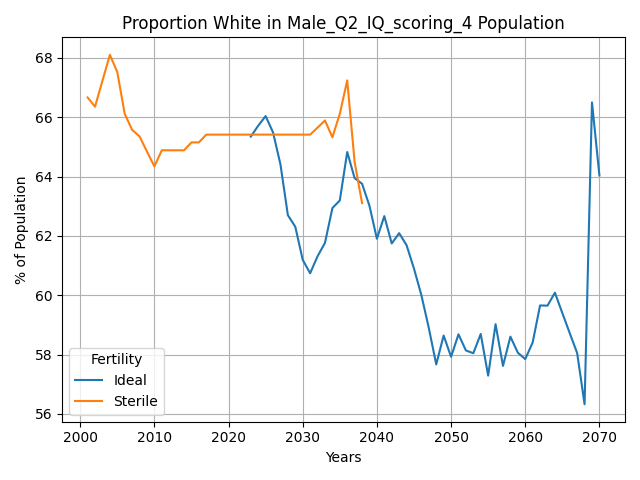 Proportion White in Male_Q2_IQ_scoring_4 Population
% of Population
68
66
64
62
60
58
56
Fertility
Ideal
Sterile
2000 2010 2020 2030 2040 2050 2060 2070
Years